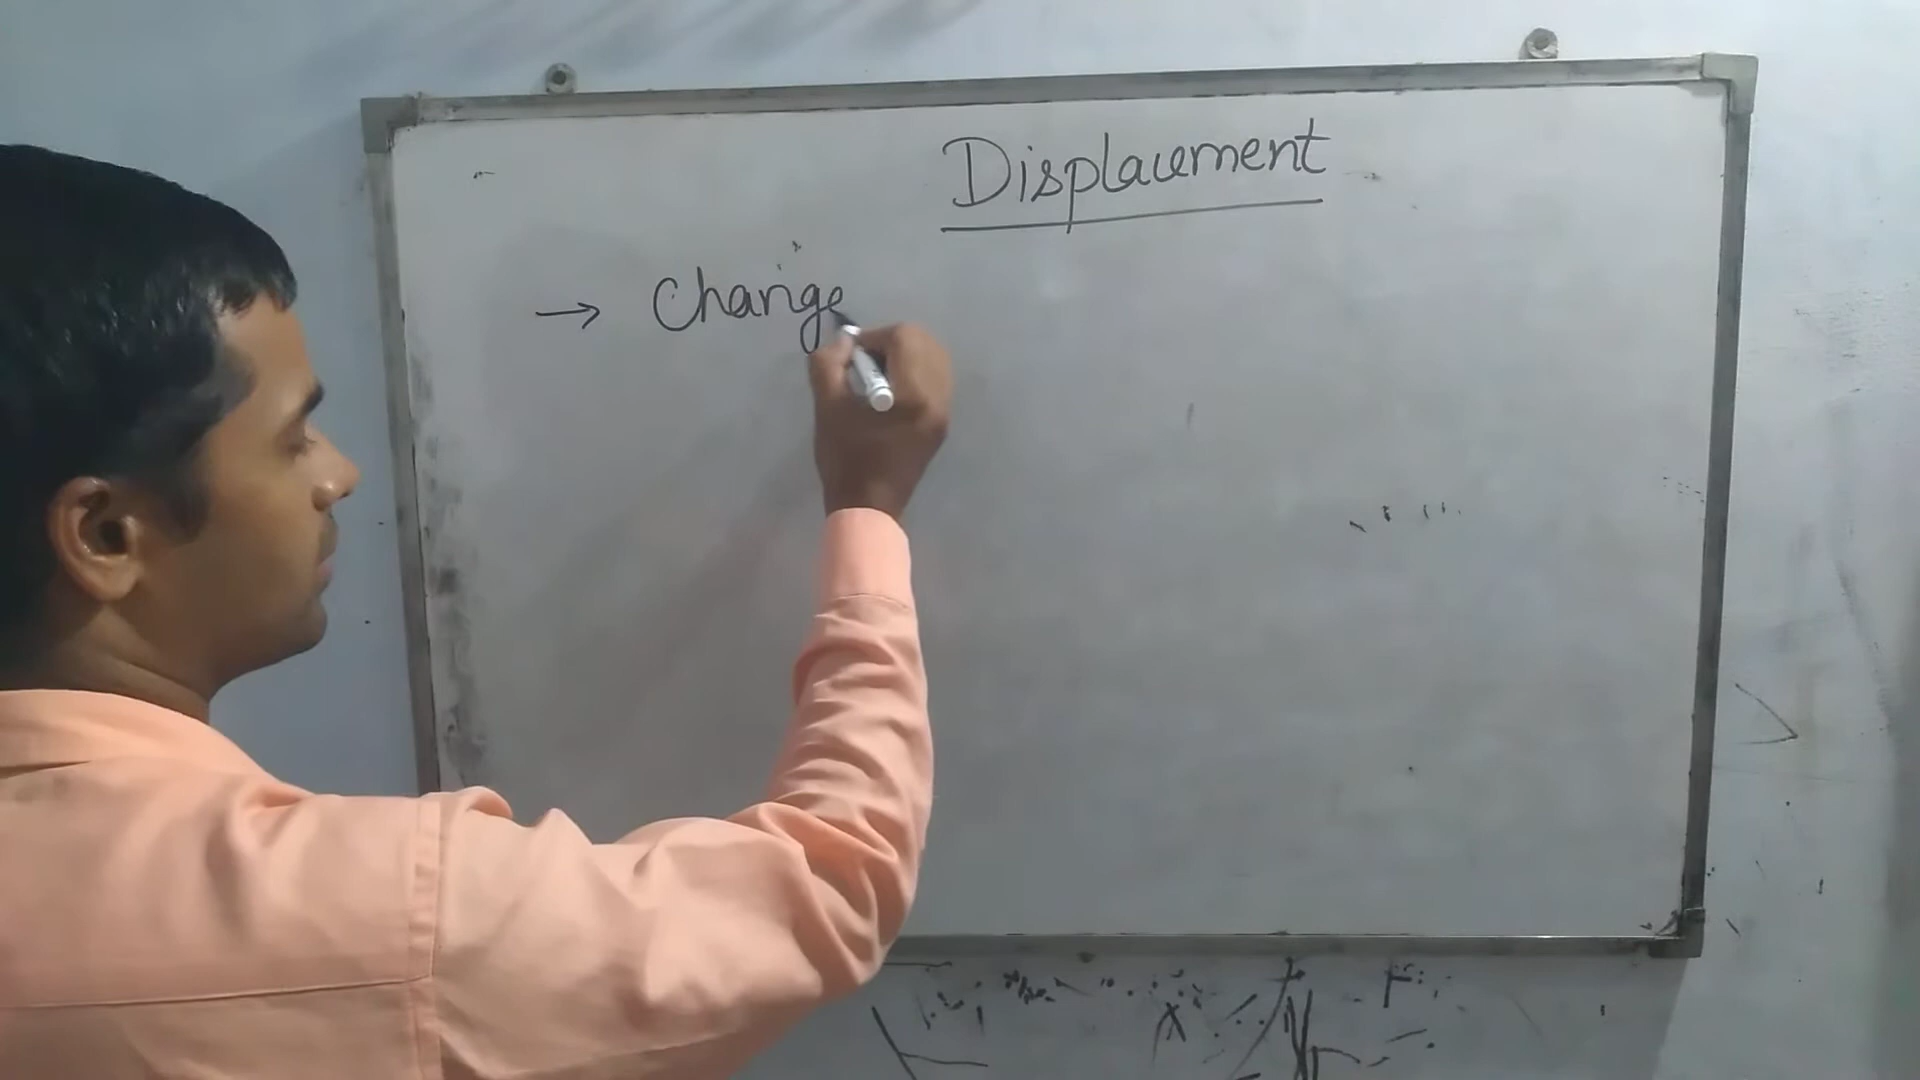 Displacement
→ Change